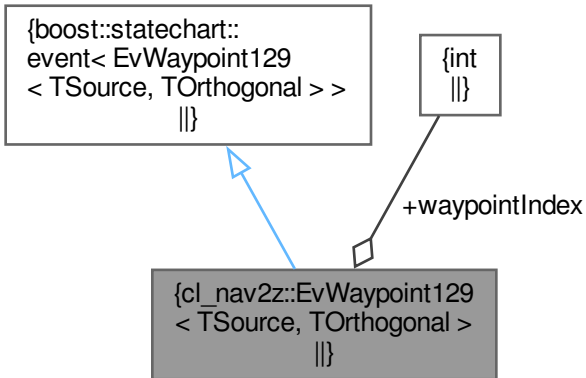 {boost::statechart::
event< EvWaypoint129
< TSource, TOrthogonal > >
||}
{int
||}
+waypointIndex
{cl_nav2z::EvWaypoint129
< TSource, TOrthogonal >
||}